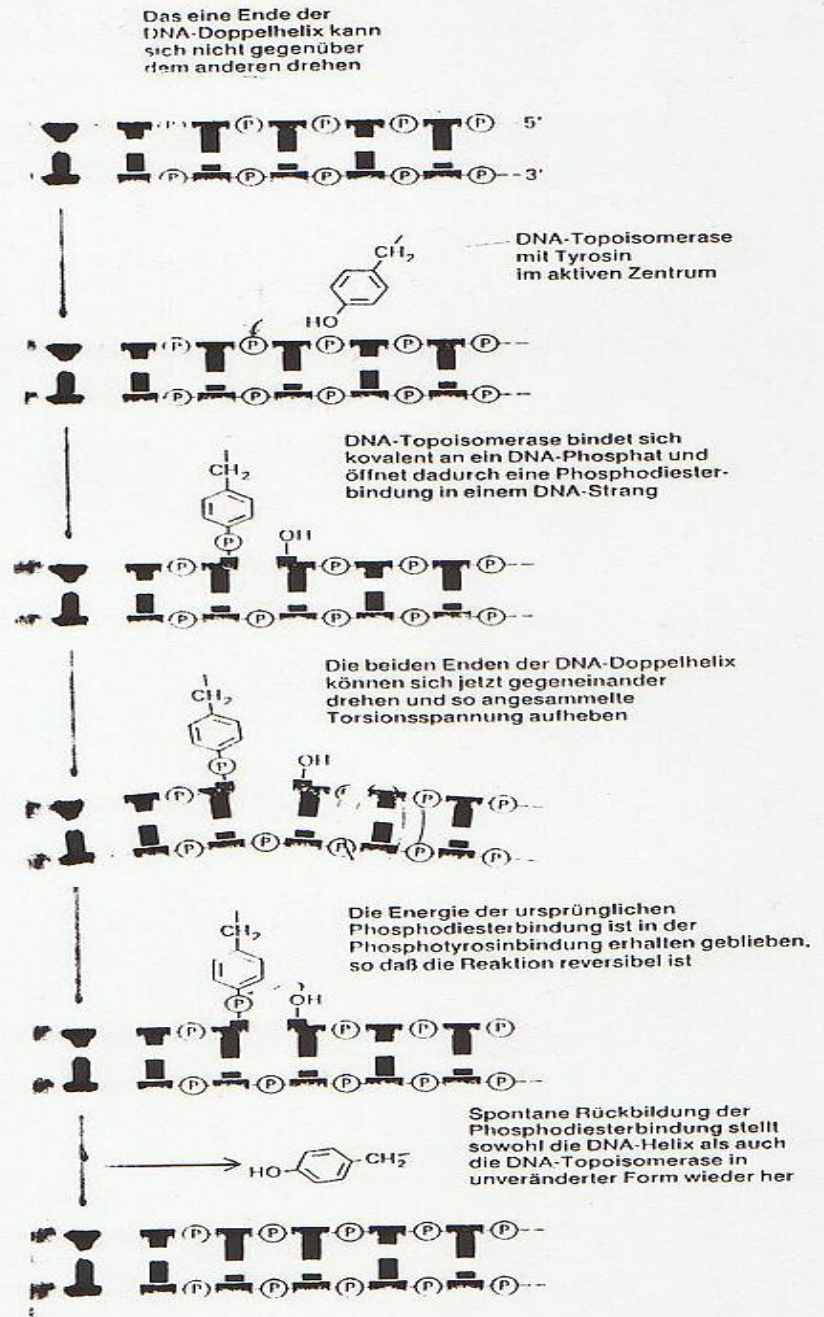 Das eine Ende der
DNA-Doppelhelix kann
sich nicht gegenüber
dem anderen drehen
P P P P P 5'
P P P P P 3'
DNA-Topoisomerase
mit Tyrosin
im aktiven Zentrum
CH2
HO
P P P P P
P P P P P
DNA-Topoisomerase bindet sich
kovalent an ein DNA-Phosphat und
öffnet dadurch eine Phosphodiester-
bindung in einem DNA-Strang
CH2
P
OH
P P P P
P P P P P
Die beiden Enden der DNA-Doppelhelix
können sich jetzt gegeneinander
drehen und so angesammelte
Torsionsspannung aufheben
CH2
P
OH
P P P
P P P P P
Die Energie der ursprünglichen
Phosphodiesterbindung ist in der
Phosphotyrosinbindung erhalten geblieben,
so daß die Reaktion reversibel ist
CH2
P
OH
P P P P
P P P P P
Spontane Rückbildung der
Phosphodiesterbindung stellt
sowohl die DNA-Helix als auch
die DNA-Topoisomerase in
unveränderter Form wieder her
HO CH2
P P P P P
P P P P P